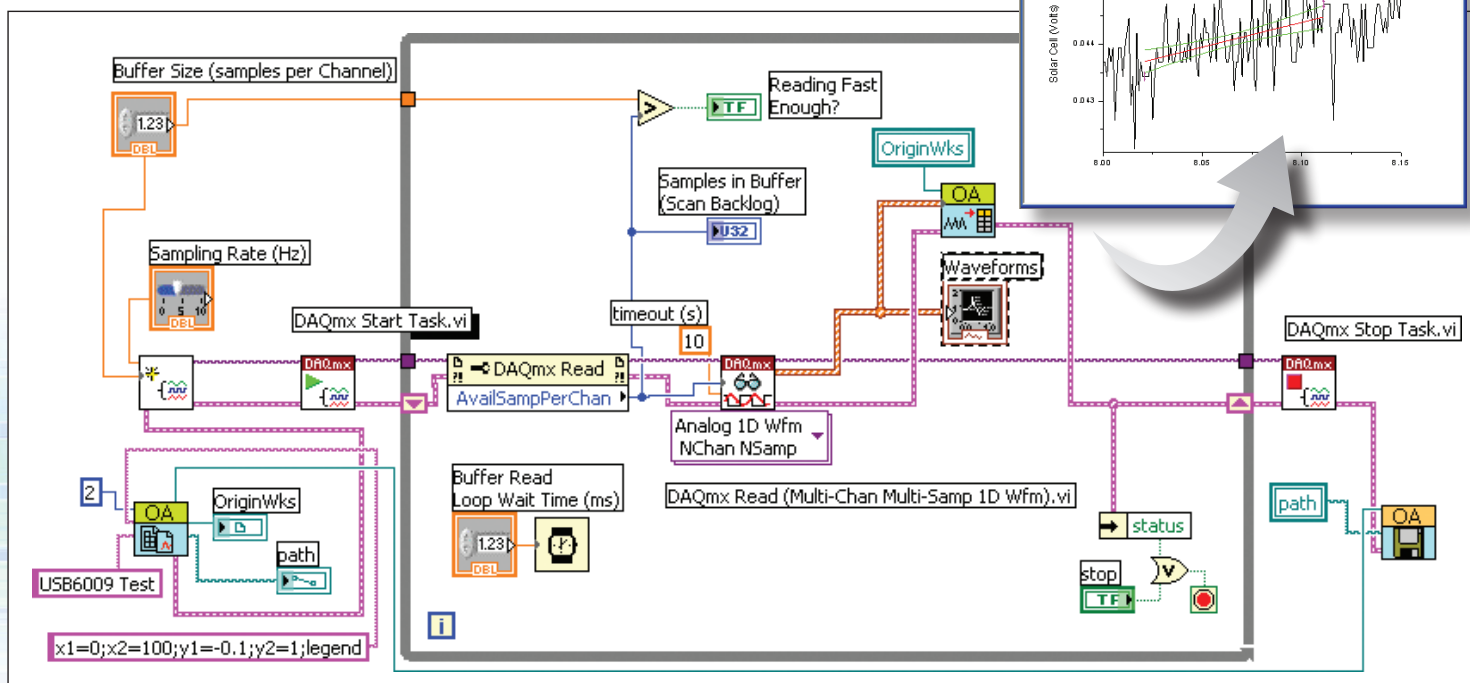 Solar Cell (Volts)
0.044
0.043
8.00
8.05
8.10
8.15
Buffer Size (samples per Channel)
1.23
DBL
Reading Fast
Enough?
>
TF
OriginWks
OA
Samples in Buffer
(Scan Backlog)
U32
Sampling Rate (Hz)
0 5 10
DBL
Waveforms
DAQmx Start Task.vi
timeout (s)
10
DAQmx Stop Task.vi
DAQmx
DAQmx Read
AvailSampPerChan
DAQmx
DAQmx
Analog 1D Wfm
NChan NSamp
Buffer Read
Loop Wait Time (ms)
1.23
DBL
DAQmx Read (Multi-Chan Multi-Samp 1D Wfm).vi
2
OA
OriginWks
path
USB6009 Test
status
stop
TF
V
path
OA
i
x1=0;x2=100;y1=-0.1;y2=1;legend